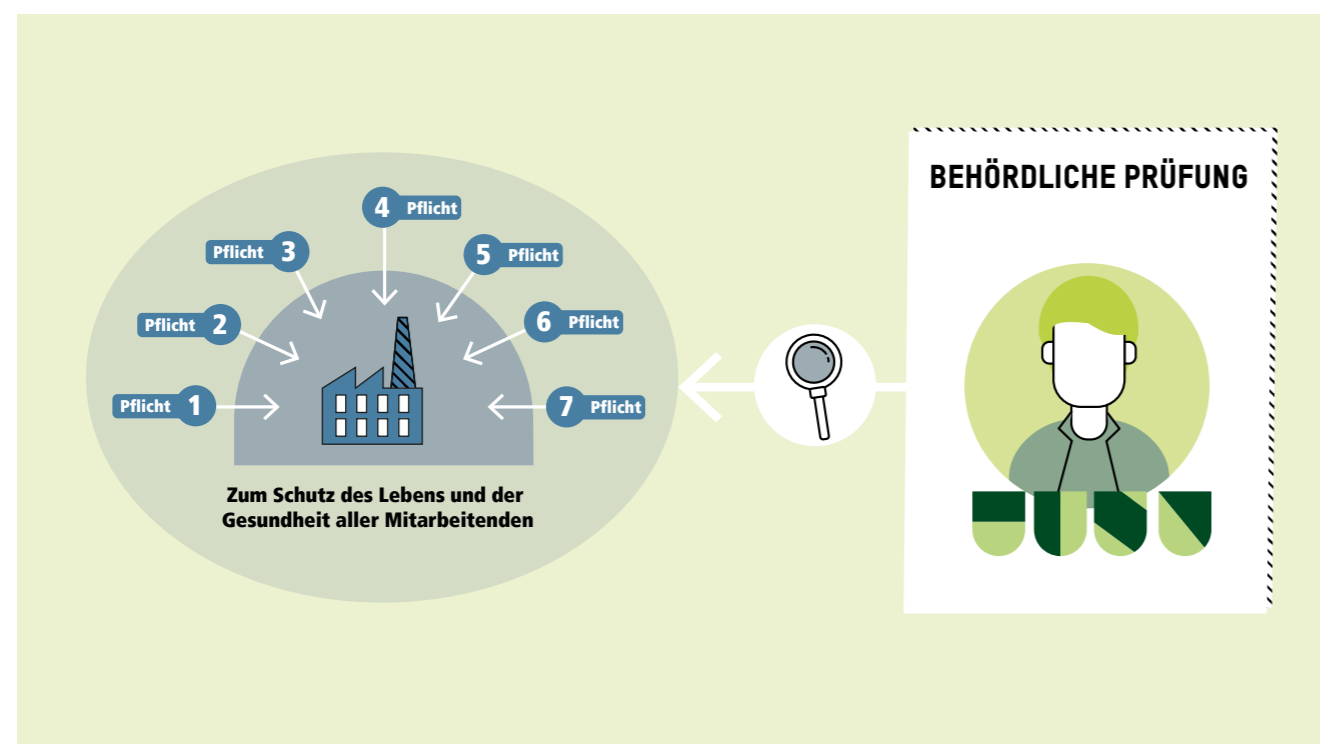 4 Pflicht
Pflicht 3
5 Pflicht
Pflicht 2
6 Pflicht
Pflicht 1
7 Pflicht
Zum Schutz des Lebens und der
Gesundheit aller Mitarbeitenden
BEHÖRDLICHE PRÜFUNG